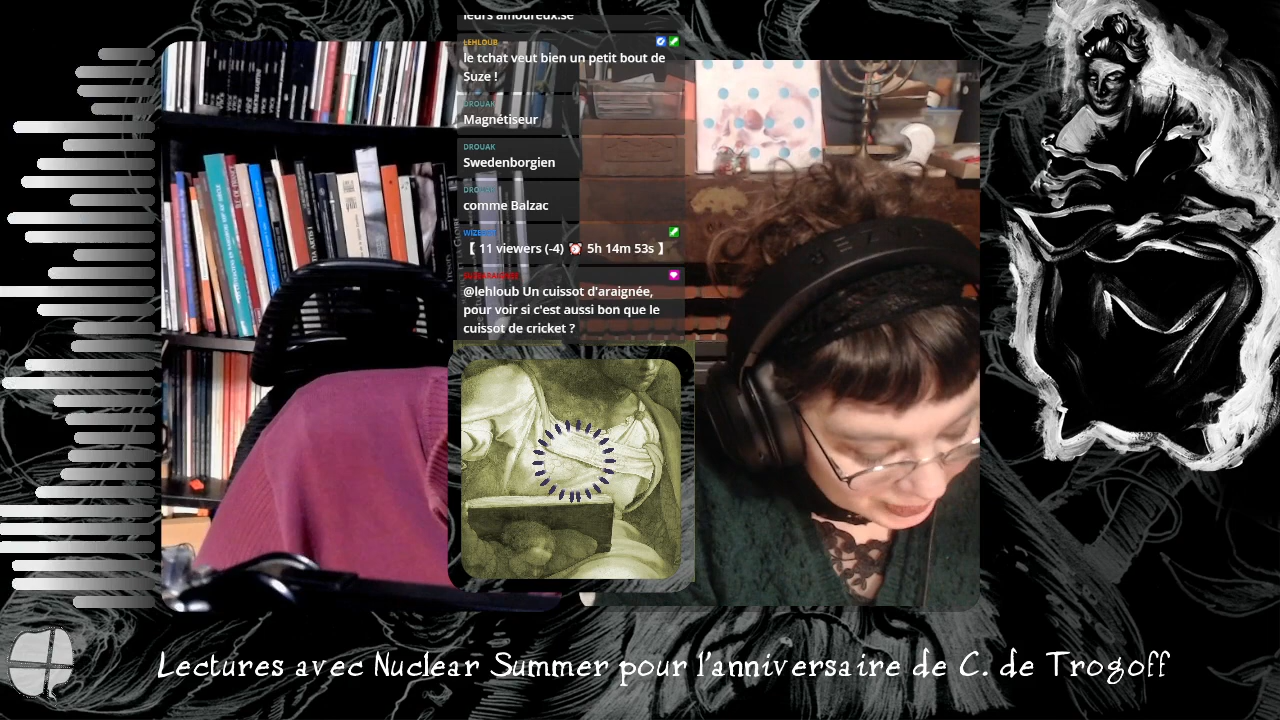 leurs amoureux.se
LEHLOUB
le tchat veut bien un petit bout de
Suze !
DROUAK
Magnétiseur
DROUAK
Swedenborgien
DROUAK
comme Balzac
【 11 viewers (-4) ⏰ 5h 14m 53s 】
@lehloub Un cuissot d'araignée,
pour voir si c'est aussi bon que le
cuissot de cricket ?
Lectures avec Nuclear Summer pour l'anniversaire de C. de Trogoff